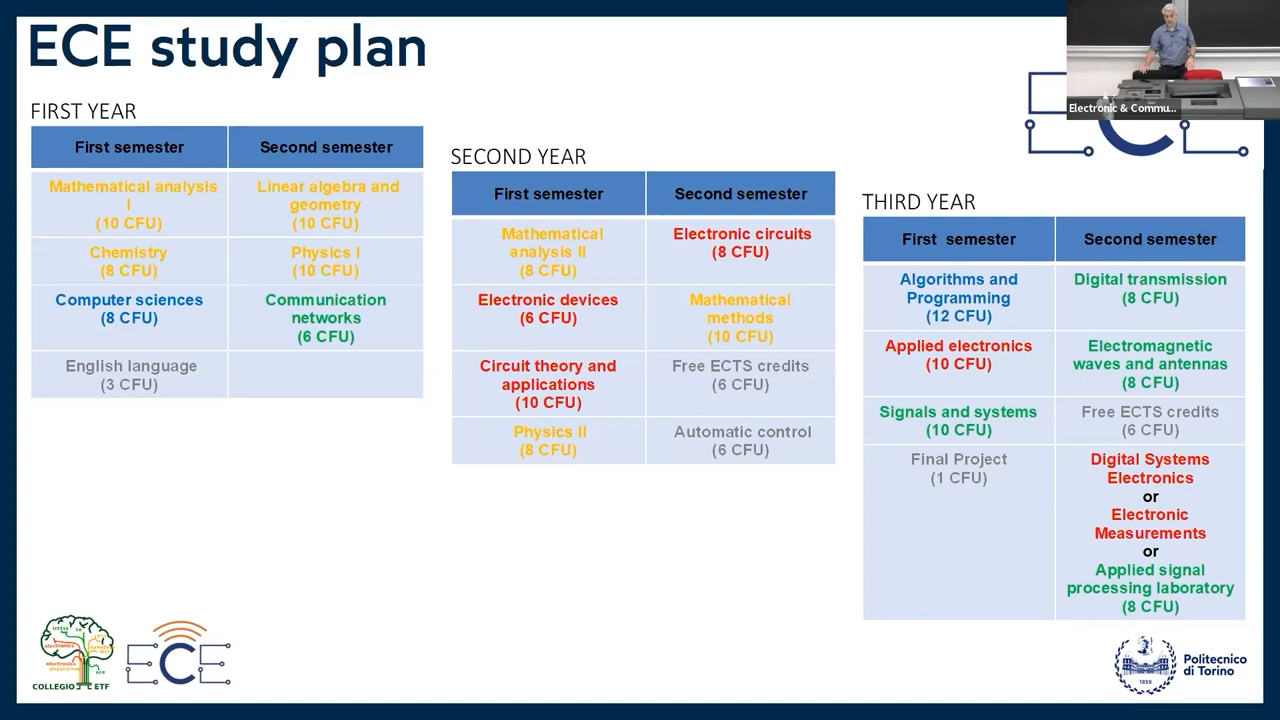 ECE study plan
Electronic & Commu...
FIRST YEAR
First semester
Second semester
Mathematical analysis
I
(10 CFU)
Linear algebra and
geometry
(10 CFU)
Chemistry
(8 CFU)
Physics I
(10 CFU)
Computer sciences
(8 CFU)
Communication
networks
(6 CFU)
English language
(3 CFU)
SECOND YEAR
First semester
Second semester
Mathematical
analysis II
(8 CFU)
Electronic circuits
(8 CFU)
Electronic devices
(6 CFU)
Mathematical
methods
(10 CFU)
Circuit theory and
applications
(10 CFU)
Free ECTS credits
(6 CFU)
Physics II
(8 CFU)
Automatic control
(6 CFU)
THIRD YEAR
First semester
Second semester
Algorithms and
Programming
(12 CFU)
Digital transmission
(8 CFU)
Applied electronics
(10 CFU)
Electromagnetic
waves and antennas
(8 CFU)
Signals and systems
(10 CFU)
Free ECTS credits
(6 CFU)
Final Project
(1 CFU)
Digital Systems
Electronics
or
Electronic
Measurements
or
Applied signal
processing laboratory
(8 CFU)
COLLEGIO ETF
ECE
1859
Politecnico
di Torino